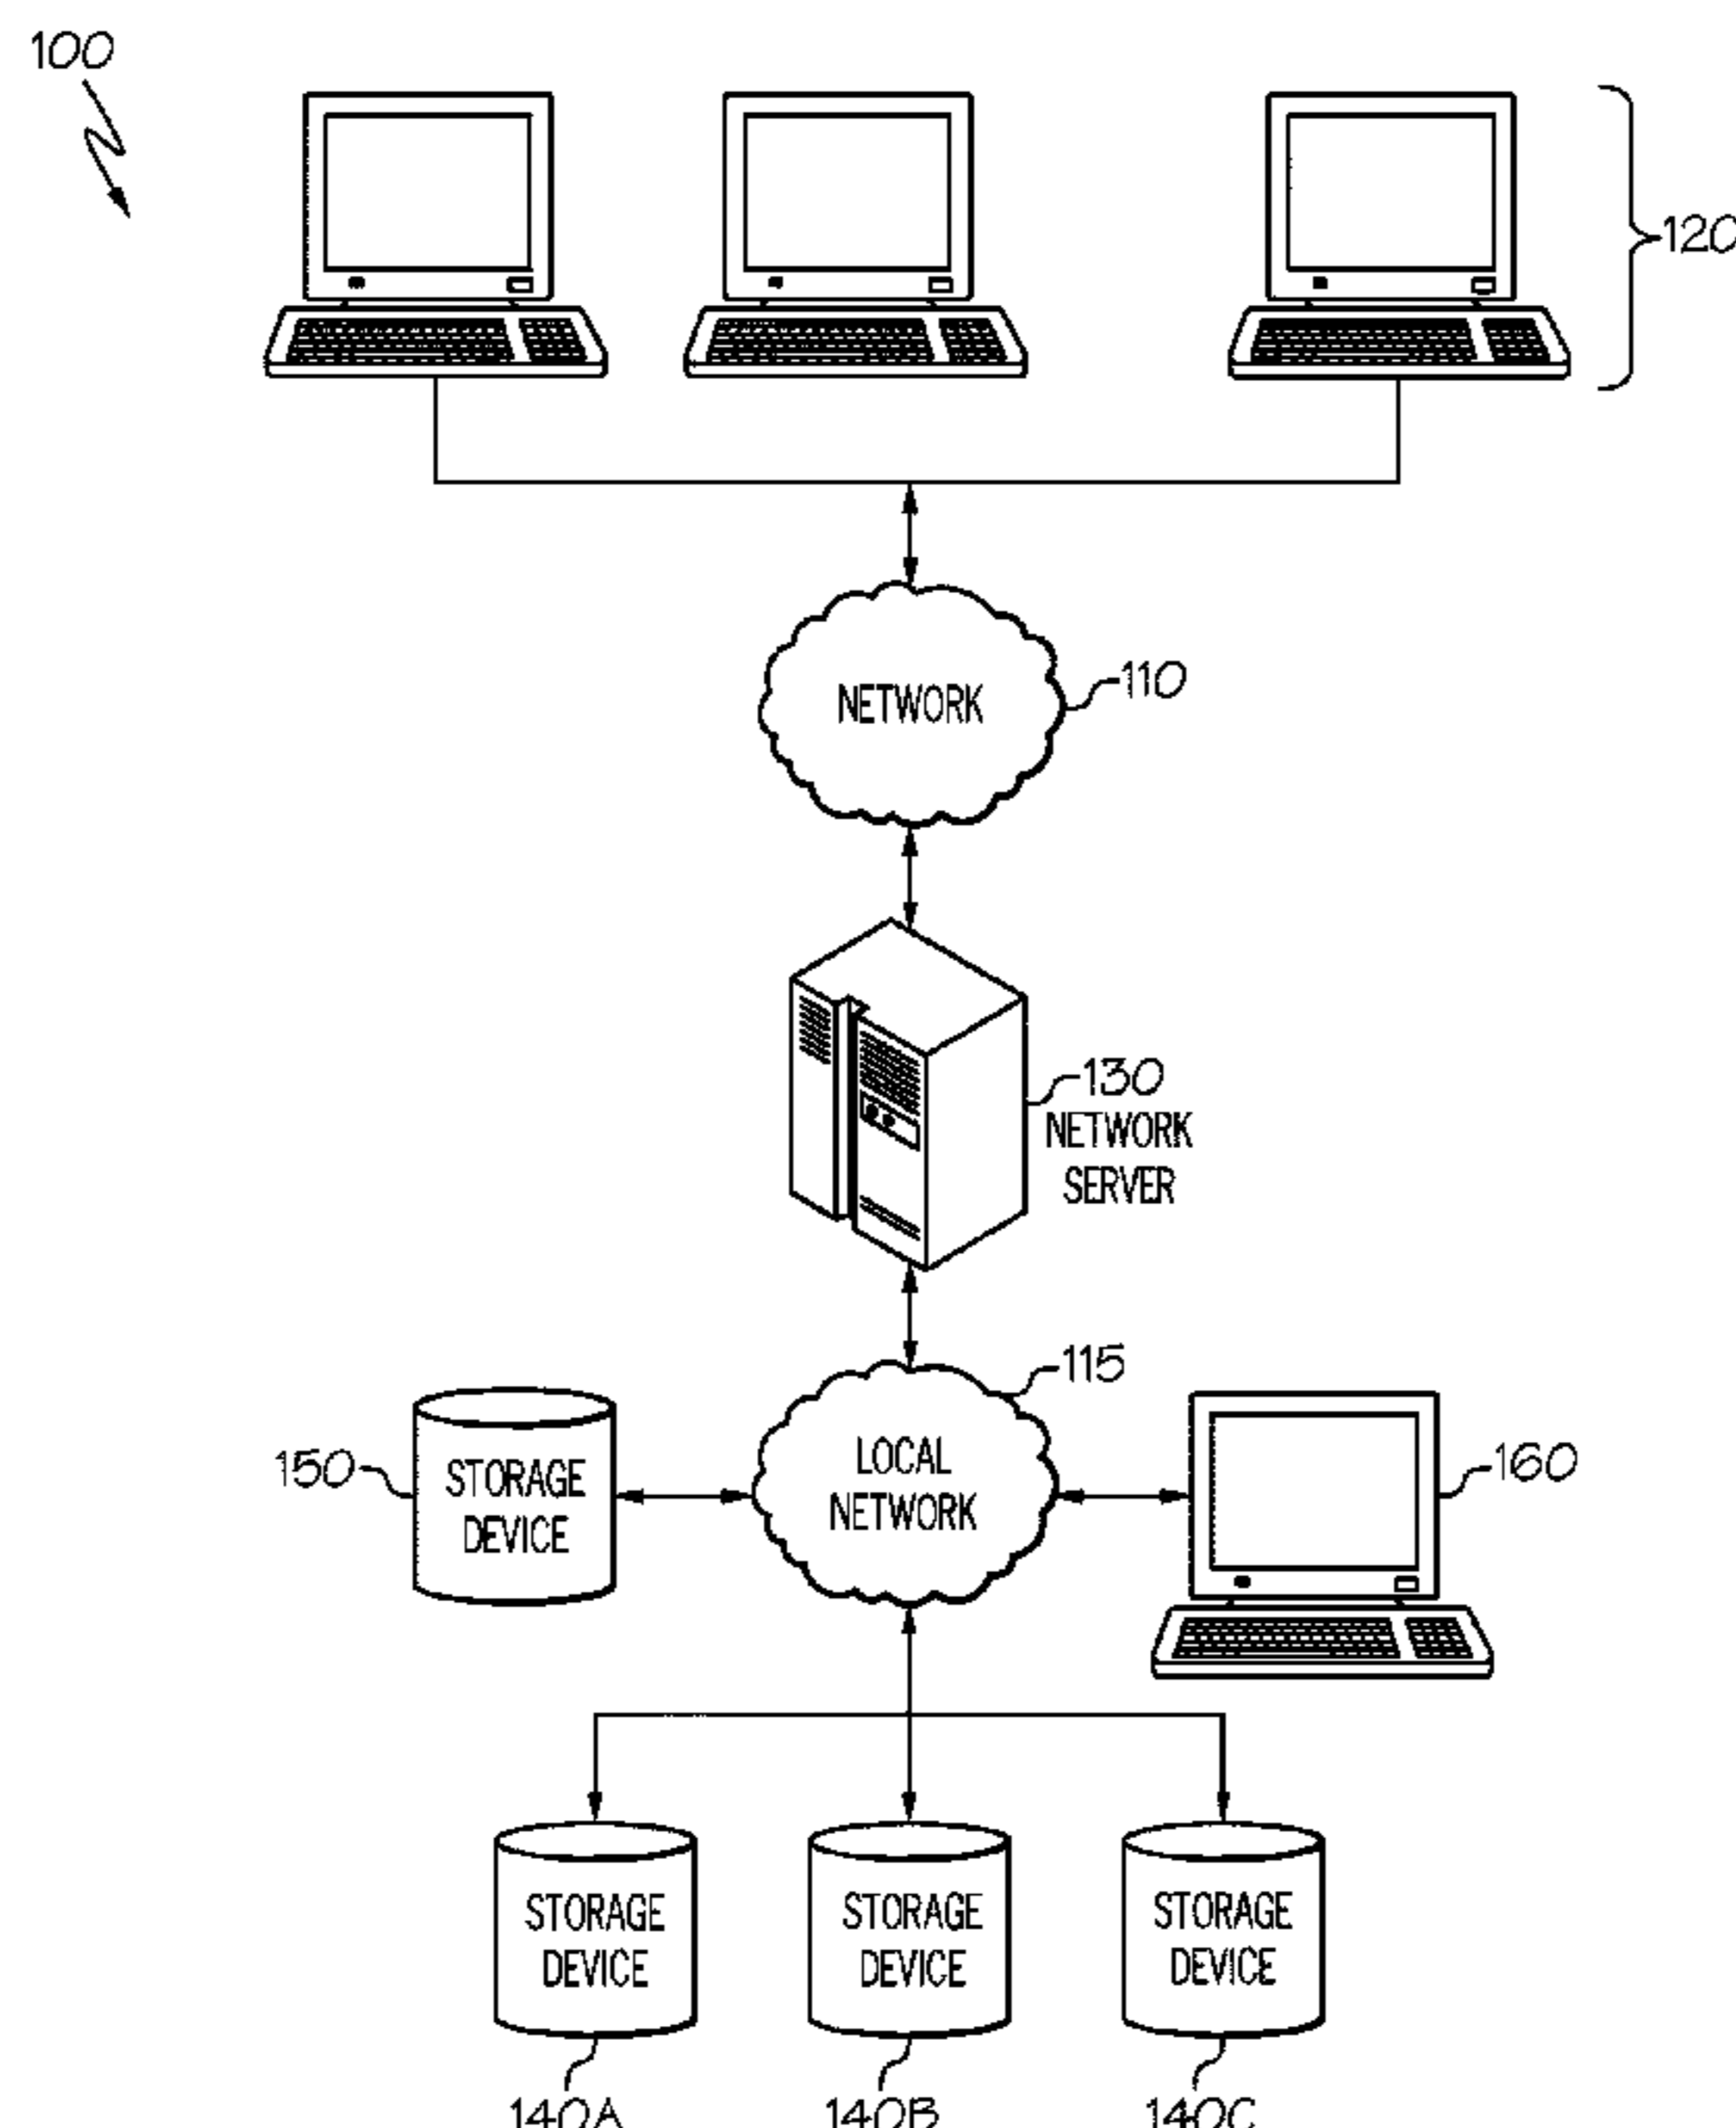 100
120
NETWORK
110
130
NETWORK
SERVER
115
LOCAL
NETWORK
150
STORAGE
DEVICE
160
STORAGE
DEVICE
STORAGE
DEVICE
STORAGE
DEVICE
140A
140B
140C